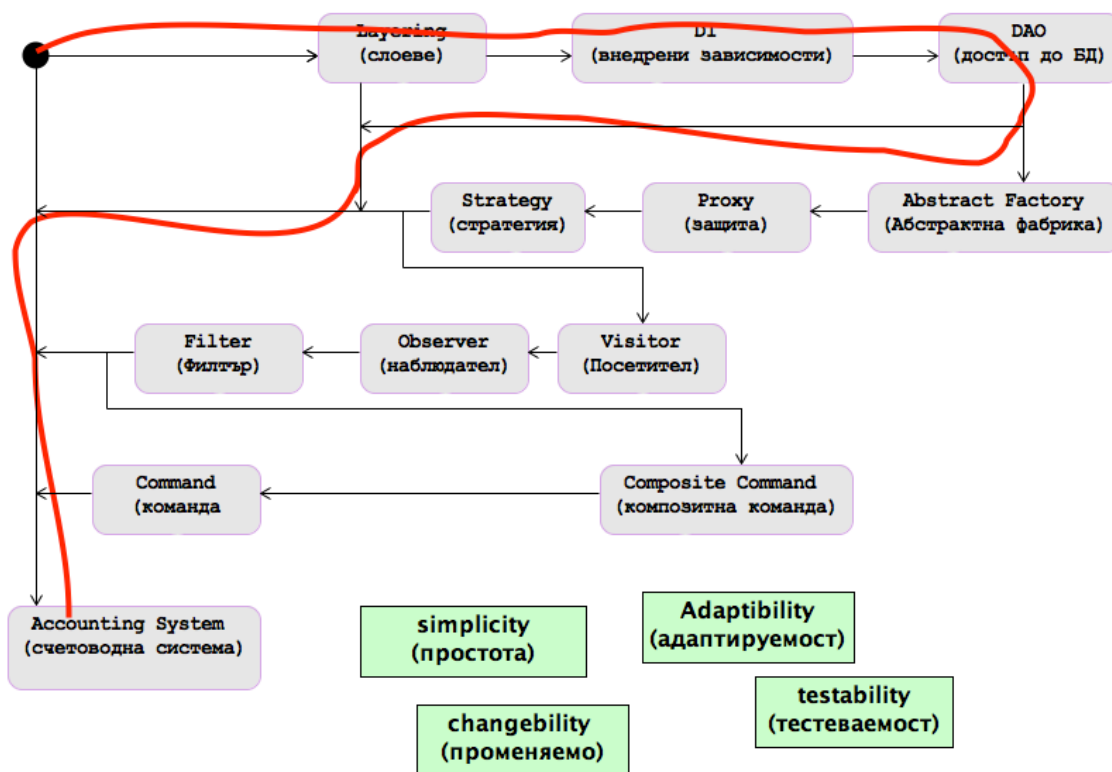 Layering
(слоеве)
DI
(внедрени зависимости)
DAO
(достъп до БД)
Strategy
(стратегия)
Proxy
(защита)
Abstract Factory
(Абстрактна фабрика)
Filter
(Филтър)
Observer
(наблюдател)
Visitor
(Посетител)
Command
(команда
Composite Command
(композитна команда)
Accounting System
(счетоводна система)
simplicity
(простота)
Adaptibility
(адаптируемост)
changebility
(променяемо)
testability
(тестеваемост)